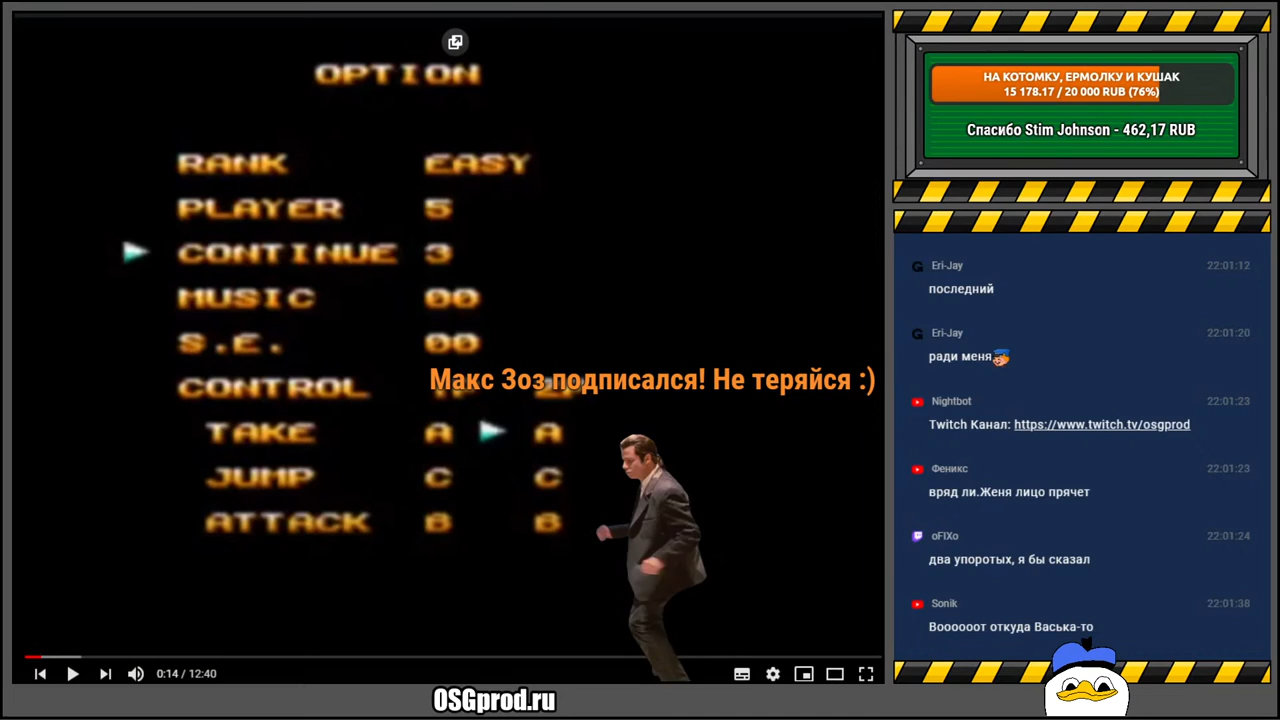 OPTION
RANK EASY
PLAYER 5
CONTINUE 3
MUSIC 00
S.E. 00
CONTROL
Макс Зоз подписался! Не теряйся :)
TAKE A A
JUMP C C
ATTACK B B
0:14 / 12:40
OSGprod.ru
НА КОТОМКУ, ЕРМОЛКУ И КУШАК
15 178.17 / 20 000 RUB (76%)
Спасибо Stim Johnson - 462,17 RUB
Eri-Jay 22:01:12
последний
Eri-Jay 22:01:20
ради меня
Nightbot 22:01:23
Twitch Канал: https://www.twitch.tv/osgprod
Феникс 22:01:23
вряд ли.Женя лицо прячет
oFIXo 22:01:24
два упоротых, я бы сказал
Sonik 22:01:38
Воооооот откуда Васька-то